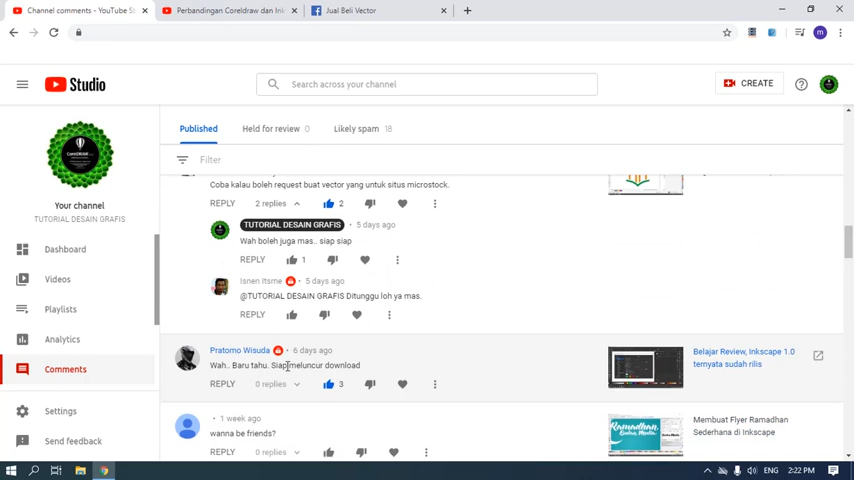 Channel comments - YouTube St
Perbandingan Coreldraw dan Ink
Jual Beli Vector
m
Studio
Search across your channel
CREATE
Published
Held for review 0
Likely spam 18
Filter
CorelDRAW
Your channel
TUTORIAL DESAIN GRAFIS
Dashboard
Videos
Playlists
Analytics
Comments
Settings
Send feedback
Coba kalau boleh request buat vector yang untuk situs microstock.
REPLY 2 replies 2
TUTORIAL DESAIN GRAFIS • 5 days ago
Wah boleh juga mas.. siap siap
REPLY 1
Isnen Itsme • 5 days ago
@TUTORIAL DESAIN GRAFIS Ditunggu loh ya mas.
REPLY
Pratomo Wisuda • 6 days ago
Wah.. Baru tahu. Siap meluncur download
REPLY 0 replies 3
Belajar Review, Inkscape 1.0
ternyata sudah rilis
• 1 week ago
wanna be friends?
REPLY 0 replies
Ramadhan
Membuat Flyer Ramadhan
Sederhana di Inkscape
ENG 2:22 PM